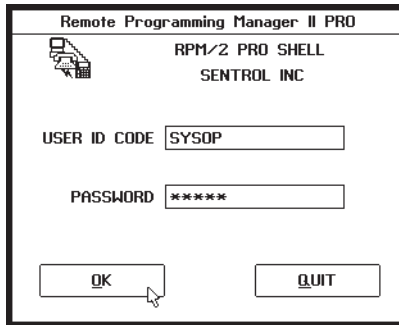 Remote Programming Manager II PRO
RPM/2 PRO SHELL
SENTROL INC
USER ID CODE SYSOP
PASSWORD *****
OK QUIT